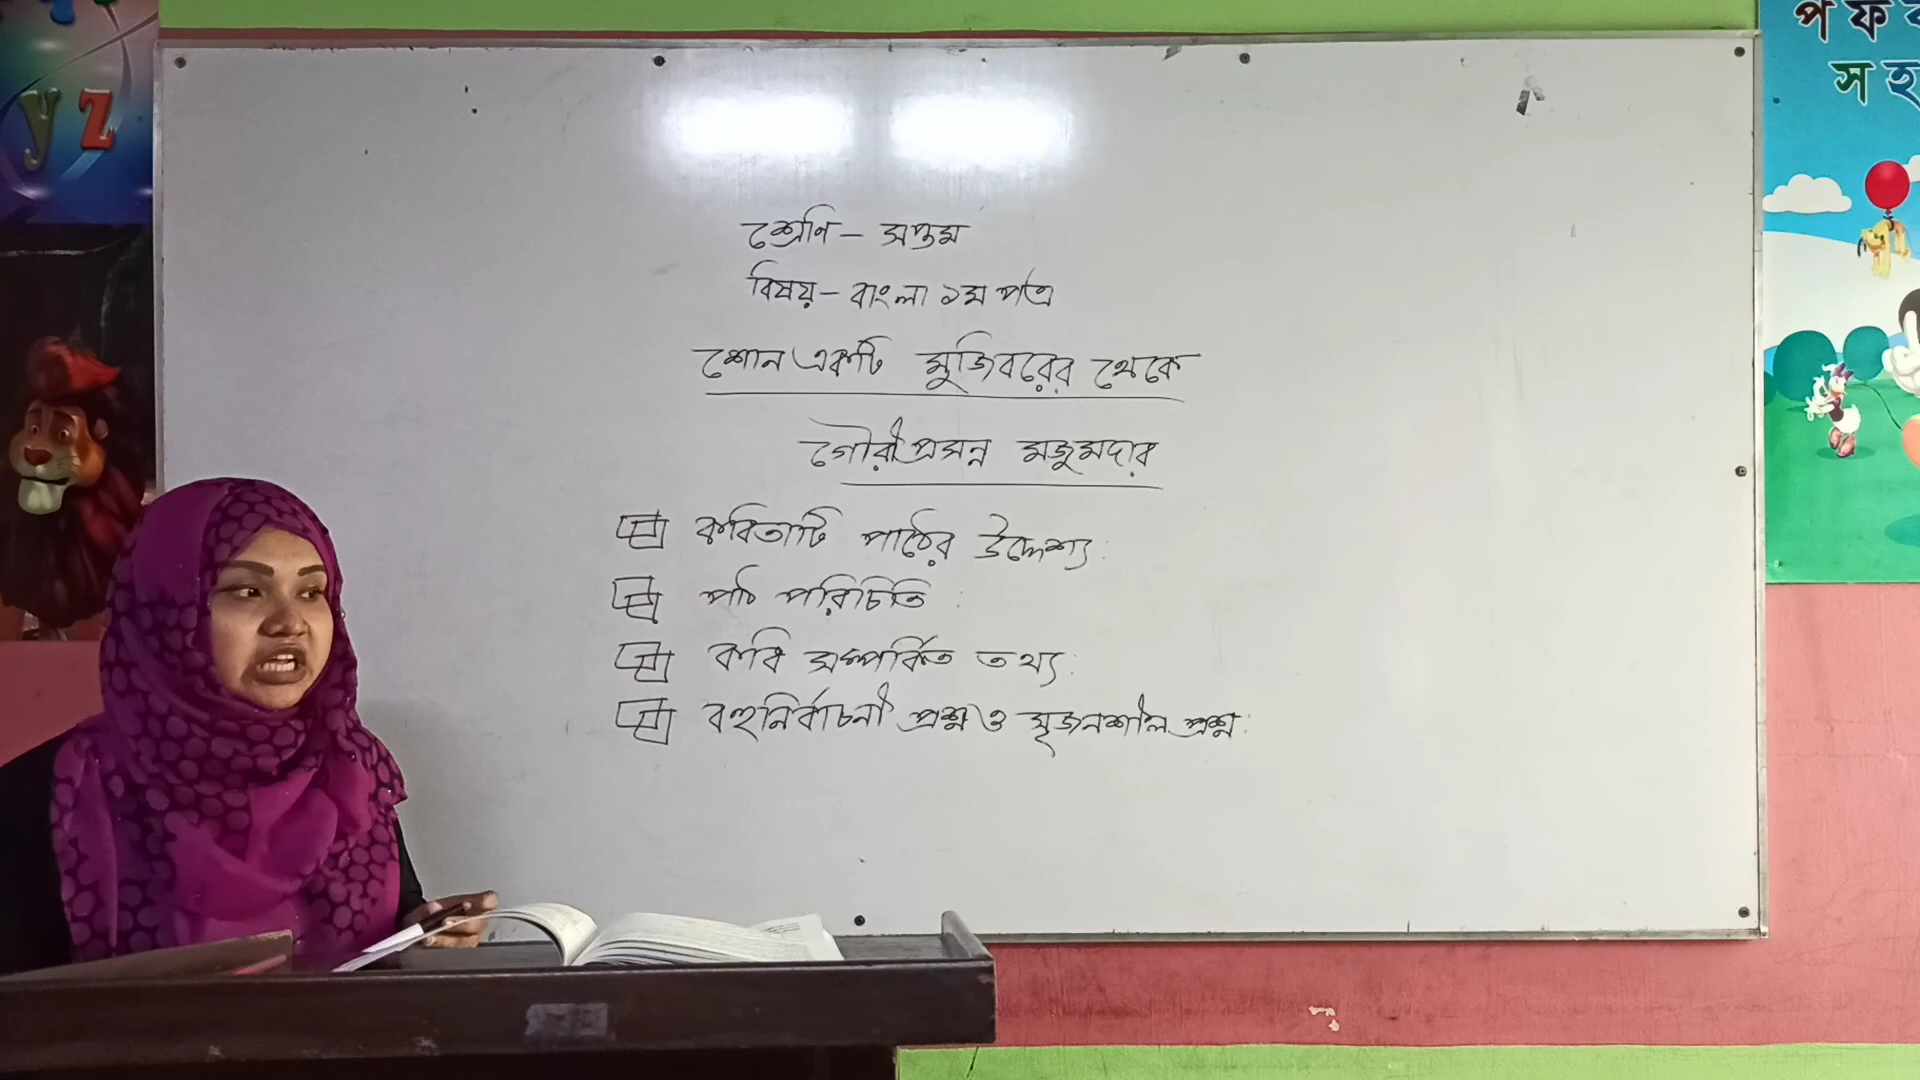 y z
প ফ
স হ
শ্রেণি - সপ্তম
বিষয় - বাংলা ১ম পত্র
শোন একটি মুজিবরের থেকে
গৌরীপ্রসন্ন মজুমদার
কবিতাটি পাঠের উদ্দেশ্য:
পাঠ পরিচিতি:
কবি সম্পর্কিত তথ্য:
বহুনির্বাচনী প্রশ্ন ও সৃজনশীল প্রশ্ন: